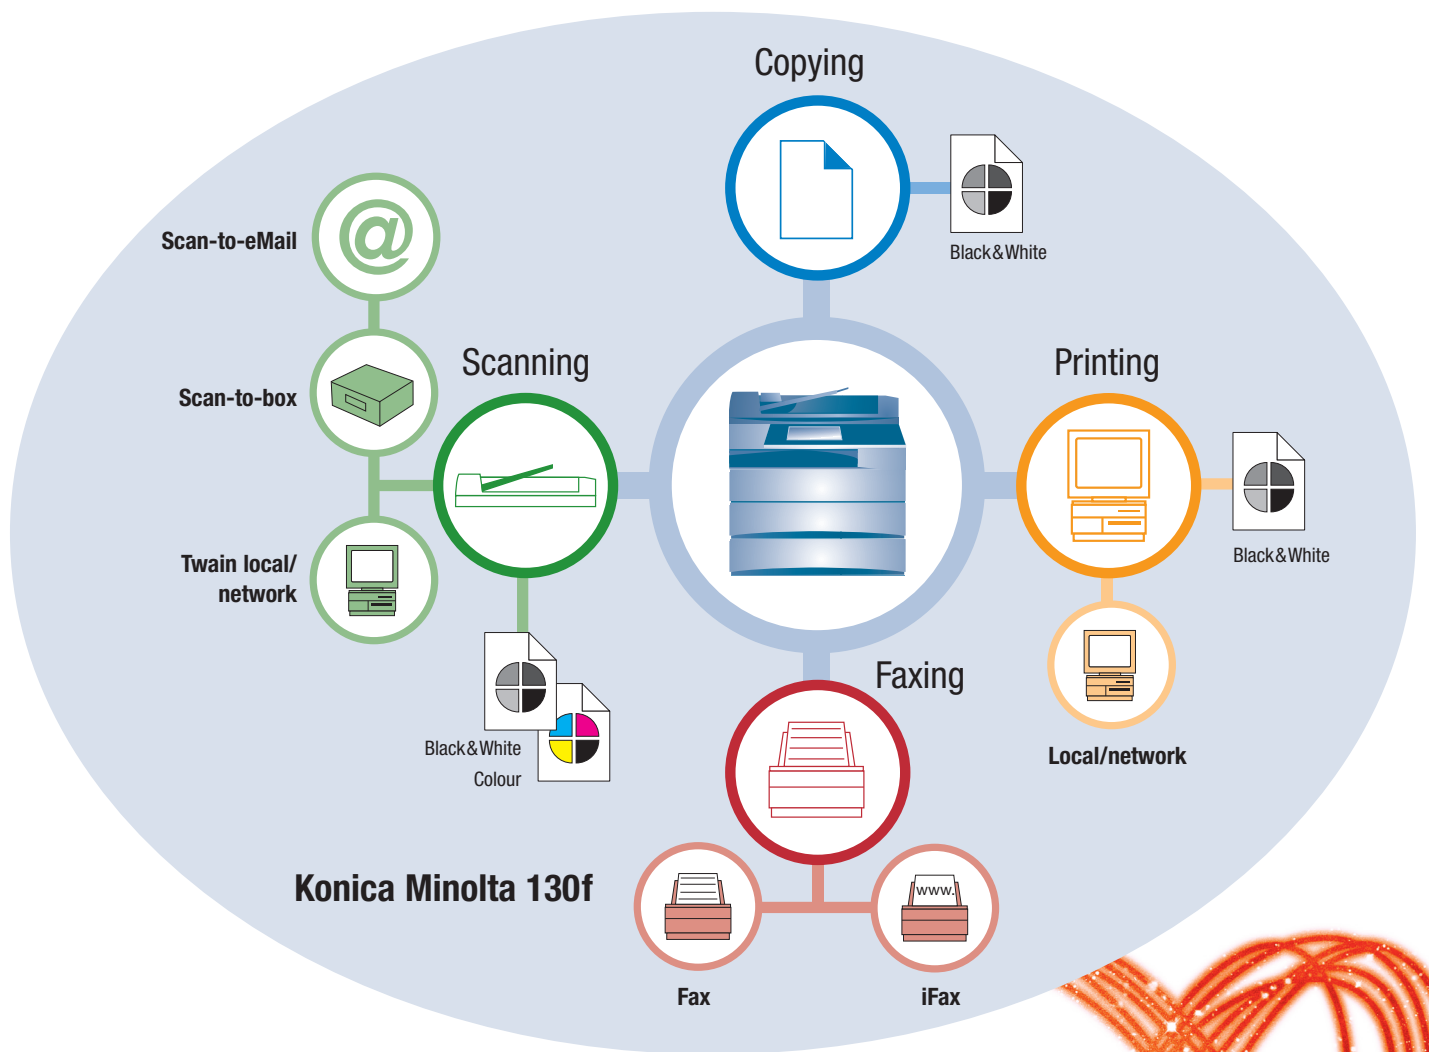 Copying
Black&White
Scan-to-eMail
@
Scanning
Printing
Scan-to-box
Black&White
Twain local/
network
Faxing
Black&White
Colour
Local/network
Konica Minolta 130f
www.
Fax
iFax